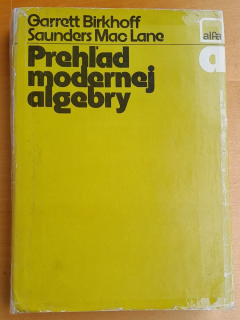 Garrett Birkhoff
Saunders Mac Lane
Prehľad
modernej
algebry
alfa
a